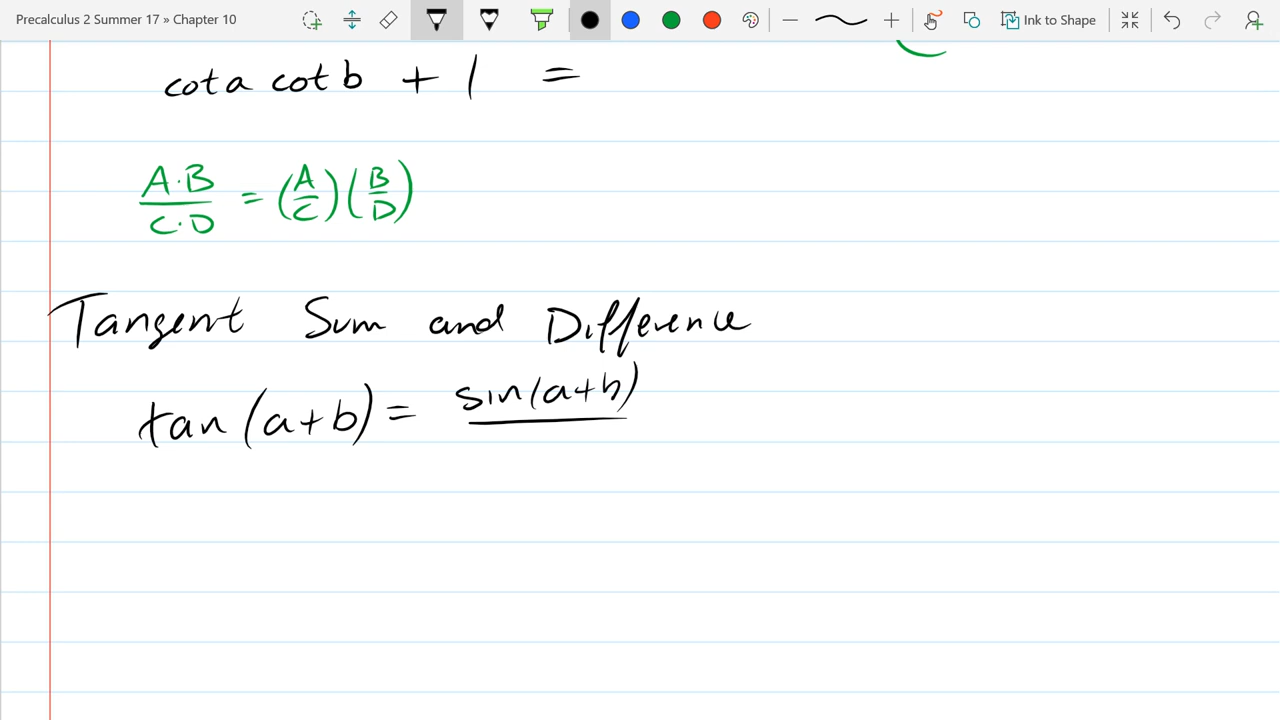 Precalculus 2 Summer 17 » Chapter 10
Ink to Shape
cot a cot b + 1 =
A·B / C·D = (A/C)(B/D)
Tangent Sum and Difference
tan(a+b) = sin(a+b)